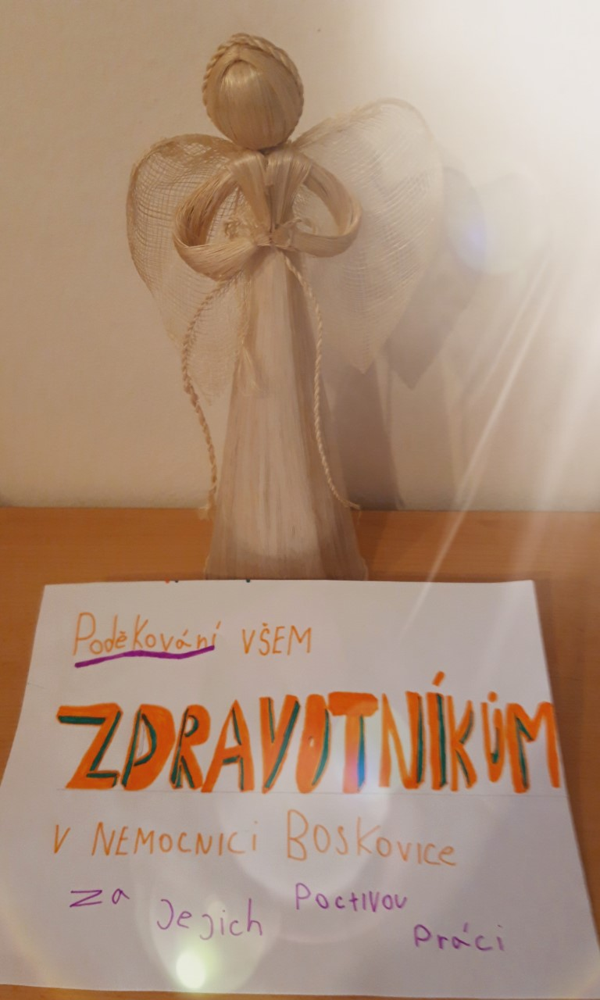 Poděkování VŠEM
ZDRAVOTNÍKŮM
V NEMOCNICI BOSKOVICE
za Jejich Poctivou Práci